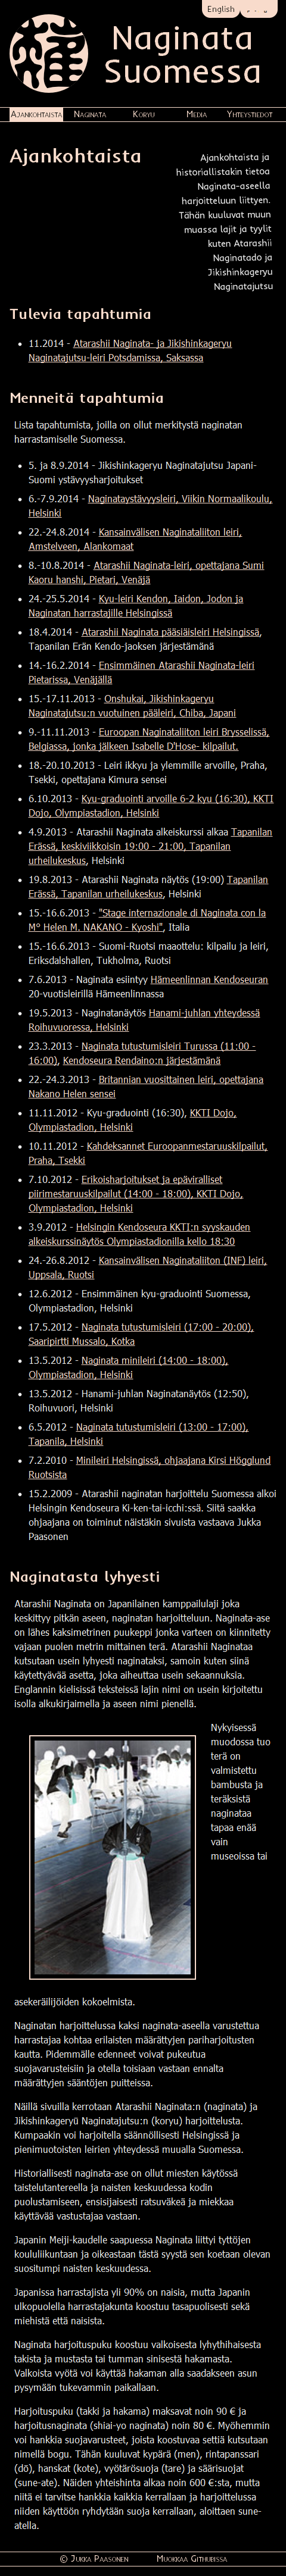 English
Naginata
Suomessa
Ajankohtaista Naginata Koryu Media Yhteystiedot
Ajankohtaista
Ajankohtaista ja
historiallistakin tietoa
Naginata-aseella
harjoitteluun liittyen.
Tähän kuuluvat muun
muassa lajit ja tyylit
kuten Atarashii
Naginatado ja
Jikishinkageryu
Naginatajutsu
Tulevia tapahtumia
11.2014 - Atarashii Naginata- ja Jikishinkageryu
Naginatajutsu-leiri Potsdamissa, Saksassa
Menneitä tapahtumia
Lista tapahtumista, joilla on ollut merkitystä naginatan
harrastamiselle Suomessa.
5. ja 8.9.2014 - Jikishinkageryu Naginatajutsu Japani-
Suomi ystävyysharjoitukset
6.-7.9.2014 - Naginataystävyysleiri, Viikin Normaalikoulu,
Helsinki
22.-24.8.2014 - Kansainvälisen Naginataliiton leiri,
Amstelveen, Alankomaat
8.-10.8.2014 - Atarashii Naginata-leiri, opettajana Sumi
Kaoru hanshi, Pietari, Venäjä
24.-25.5.2014 - Kyu-leiri Kendon, Iaidon, Jodon ja
Naginatan harrastajille Helsingissä
18.4.2014 - Atarashii Naginata pääsiäisleiri Helsingissä,
Tapanilan Erän Kendo-jaoksen järjestämänä
14.-16.2.2014 - Ensimmäinen Atarashii Naginata-leiri
Pietarissa, Venäjällä
15.-17.11.2013 - Onshukai, Jikishinkageryu
Naginatajutsu:n vuotuinen pääleiri, Chiba, Japani
9.-11.11.2013 - Euroopan Naginataliiton leiri Brysselissä,
Belgiassa, jonka jälkeen Isabelle D'Hose- kilpailut.
18.-20.10.2013 - Leiri ikkyu ja ylemmille arvoille, Praha,
Tsekki, opettajana Kimura sensei
6.10.2013 - Kyu-graduointi arvoille 6-2 kyu (16:30), KKTI
Dojo, Olympiastadion, Helsinki
4.9.2013 - Atarashii Naginata alkeiskurssi alkaa Tapanilan
Erässä, keskiviikkoisin 19:00 - 21:00, Tapanilan
urheilukeskus, Helsinki
19.8.2013 - Atarashii Naginata näytös (19:00) Tapanilan
Erässä, Tapanilan urheilukeskus, Helsinki
15.-16.6.2013 - "Stage internazionale di Naginata con la
M° Helen M. NAKANO - Kyoshi", Italia
15.-16.6.2013 - Suomi-Ruotsi maaottelu: kilpailu ja leiri,
Eriksdalshallen, Tukholma, Ruotsi
7.6.2013 - Naginata esiintyy Hämeenlinnan Kendoseuran
20-vuotisleirillä Hämeenlinnassa
19.5.2013 - Naginatanäytös Hanami-juhlan yhteydessä
Roihuvuoressa, Helsinki
23.3.2013 - Naginata tutustumisleiri Turussa (11:00 -
16:00), Kendoseura Rendaino:n järjestämänä
22.-24.3.2013 - Britannian vuosittainen leiri, opettajana
Nakano Helen sensei
11.11.2012 - Kyu-graduointi (16:30), KKTI Dojo,
Olympiastadion, Helsinki
10.11.2012 - Kahdeksannet Euroopanmestaruuskilpailut,
Praha, Tsekki
7.10.2012 - Erikoisharjoitukset ja epäviralliset
piirimestaruuskilpailut (14:00 - 18:00), KKTI Dojo,
Olympiastadion, Helsinki
3.9.2012 - Helsingin Kendoseura KKTI:n syyskauden
alkeiskurssinäytös Olympiastadionilla kello 18:30
24.-26.8.2012 - Kansainvälisen Naginataliiton (INF) leiri,
Uppsala, Ruotsi
12.6.2012 - Ensimmäinen kyu-graduointi Suomessa,
Olympiastadion, Helsinki
17.5.2012 - Naginata tutustumisleiri (17:00 - 20:00),
Saaripirtti Mussalo, Kotka
13.5.2012 - Naginata minileiri (14:00 - 18:00),
Olympiastadion, Helsinki
13.5.2012 - Hanami-juhlan Naginatanäytös (12:50),
Roihuvuori, Helsinki
6.5.2012 - Naginata tutustumisleiri (13:00 - 17:00),
Tapanila, Helsinki
7.2.2010 - Minileiri Helsingissä, ohjaajana Kirsi Högglund
Ruotsista
15.2.2009 - Atarashii naginatan harjoittelu Suomessa alkoi
Helsingin Kendoseura Ki-ken-tai-icchi:ssä. Siitä saakka
ohjaajana on toiminut näistäkin sivuista vastaava Jukka
Paasonen
Naginatasta lyhyesti
Atarashii Naginata on Japanilainen kamppailulaji joka
keskittyy pitkän aseen, naginatan harjoitteluun. Naginata-ase
on lähes kaksimetrinen puukeppi jonka varteen on kiinnitetty
vajaan puolen metrin mittainen terä. Atarashii Naginataa
kutsutaan usein lyhyesti naginataksi, samoin kuten siinä
käytettyävää asetta, joka aiheuttaa usein sekaannuksia.
Englannin kielisissä teksteissä lajin nimi on usein kirjoitettu
isolla alkukirjaimella ja aseen nimi pienellä.
Nykyisessä
muodossa tuo
terä on
valmistettu
bambusta ja
teräksistä
naginataa
tapaa enää
vain
museoissa tai
asekeräilijöiden kokoelmista.
Naginatan harjoittelussa kaksi naginata-aseella varustettua
harrastajaa kohtaa erilaisten määrättyjen pariharjoitusten
kautta. Pidemmälle edenneet voivat pukeutua
suojavarusteisiin ja otella toisiaan vastaan ennalta
määrättyjen sääntöjen puitteissa.
Näillä sivuilla kerrotaan Atarashii Naginata:n (naginata) ja
Jikishinkageryû Naginatajutsu:n (koryu) harjoittelusta.
Kumpaakin voi harjoitella säännöllisesti Helsingissä ja
pienimuotoisten leirien yhteydessä muualla Suomessa.
Historiallisesti naginata-ase on ollut miesten käytössä
taistelutantereella ja naisten keskuudessa kodin
puolustamiseen, ensisijaisesti ratsuväkeä ja miekkaa
käyttävää vastustajaa vastaan.
Japanin Meiji-kaudelle saapuessa Naginata liittyi tyttöjen
koululiikuntaan ja oikeastaan tästä syystä sen koetaan olevan
suositumpi naisten keskuudessa.
Japanissa harrastajista yli 90% on naisia, mutta Japanin
ulkopuolella harrastajakunta koostuu tasapuolisesti sekä
miehistä että naisista.
Naginata harjoituspuku koostuu valkoisesta lyhythihaisesta
takista ja mustasta tai tumman sinisestä hakamasta.
Valkoista vyötä voi käyttää hakaman alla saadakseen asun
pysymään tukevammin paikallaan.
Harjoituspuku (takki ja hakama) maksavat noin 90 € ja
harjoitusnaginata (shiai-yo naginata) noin 80 €. Myöhemmin
voi hankkia suojavarusteet, joista koostuvaa settiä kutsutaan
nimellä bogu. Tähän kuuluvat kypärä (men), rintapanssari
(dô), hanskat (kote), vyötärösuoja (tare) ja säärisuojat
(sune-ate). Näiden yhteishinta alkaa noin 600 €:sta, mutta
niitä ei tarvitse hankkia kaikkia kerrallaan ja harjoittelussa
niiden käyttöön ryhdytään suoja kerrallaan, aloittaen sune-
atella.
© Jukka Paasonen Muokkaa Githubissa